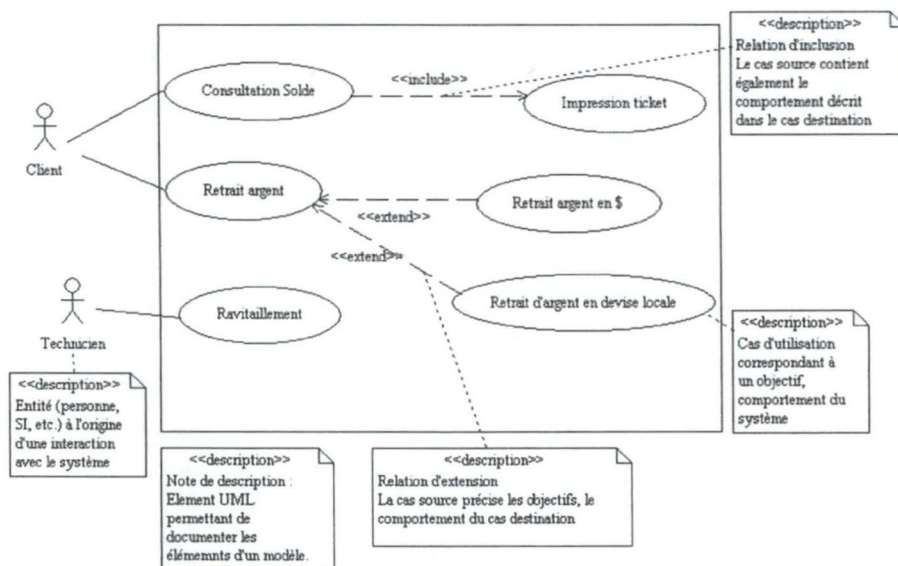 <<description>>
Relation d'inclusion
Le cas source contient
également le
comportement décrit
dans le cas destination
Consultation Solde
<<include>>
Impression ticket
Client
Retrait argent
<<extend>>
Retrait argent en $
<<extend>>
Retrait d'argent en devise locale
Ravitaillement
Technicien
<<description>>
Cas d'utilisation
correspondant à
un objectif,
comportement du
système
<<description>>
Entité (personne,
SI, etc.) à l'origine
d'une interaction
avec le système
<<description>>
Note de description :
Element UML
permettant de
documenter les
élémemnts d'un modèle.
<<description>>
Relation d'extension
La cas source précise les objectifs, le
comportement du cas destination